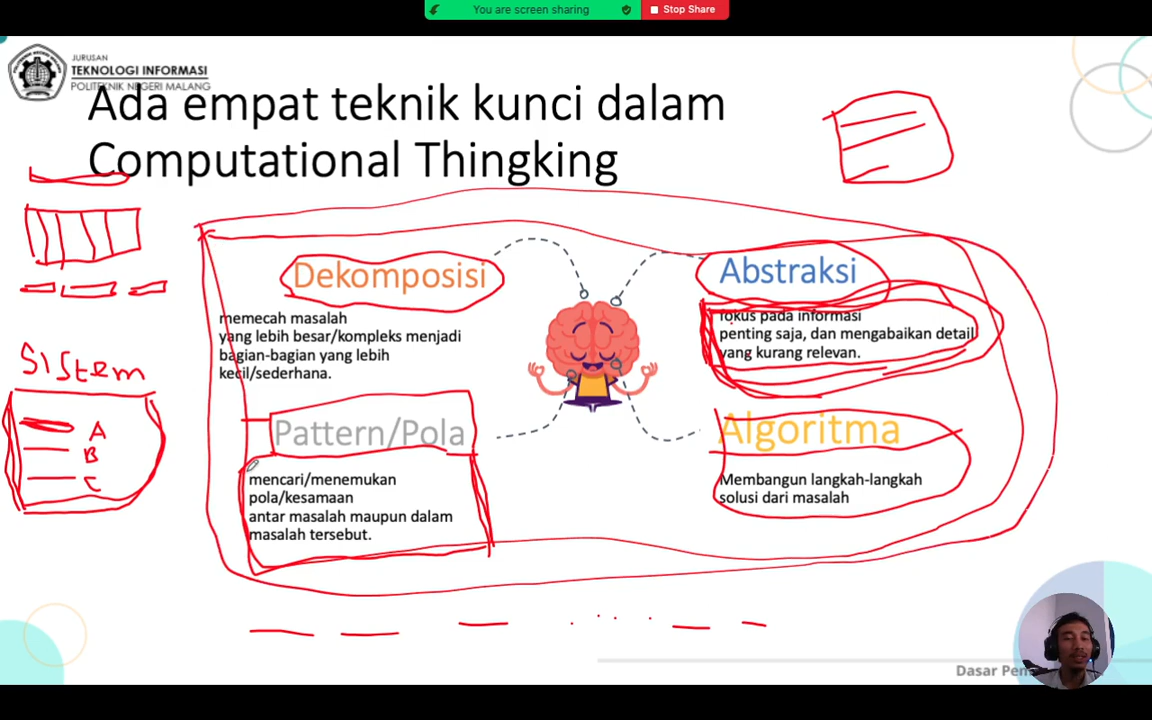 You are screen sharing
Stop Share
JURUSAN
TEKNOLOGI INFORMASI
POLITEKNIK NEGERI MALANG
Ada empat teknik kunci dalam
Computational Thingking
Dekomposisi
memecah masalah
yang lebih besar/kompleks menjadi
bagian-bagian yang lebih
kecil/sederhana.
Abstraksi
fokus pada informasi
penting saja, dan mengabaikan detail
yang kurang relevan.
Sistem
A
B
C
Pattern/Pola
mencari/menemukan
pola/kesamaan
antar masalah maupun dalam
masalah tersebut.
Algoritma
Membangun langkah-langkah
solusi dari masalah
Dasar